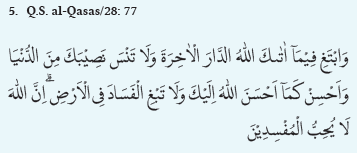 5. Q.S. al-Qasas/28: 77
وَابْتَغِ فِيْمَآ اٰتٰىكَ اللّٰهُ الدَّارَ الْاٰخِرَةَ وَلَا تَنْسَ نَصِيْبَكَ مِنَ الدُّنْيَا
وَاَحْسِنْ كَمَآ اَحْسَنَ اللّٰهُ اِلَيْكَ وَلَا تَبْغِ الْفَسَادَ فِى الْاَرْضِۗ اِنَّ اللّٰهَ
لَا يُحِبُّ الْمُفْسِدِيْنَ